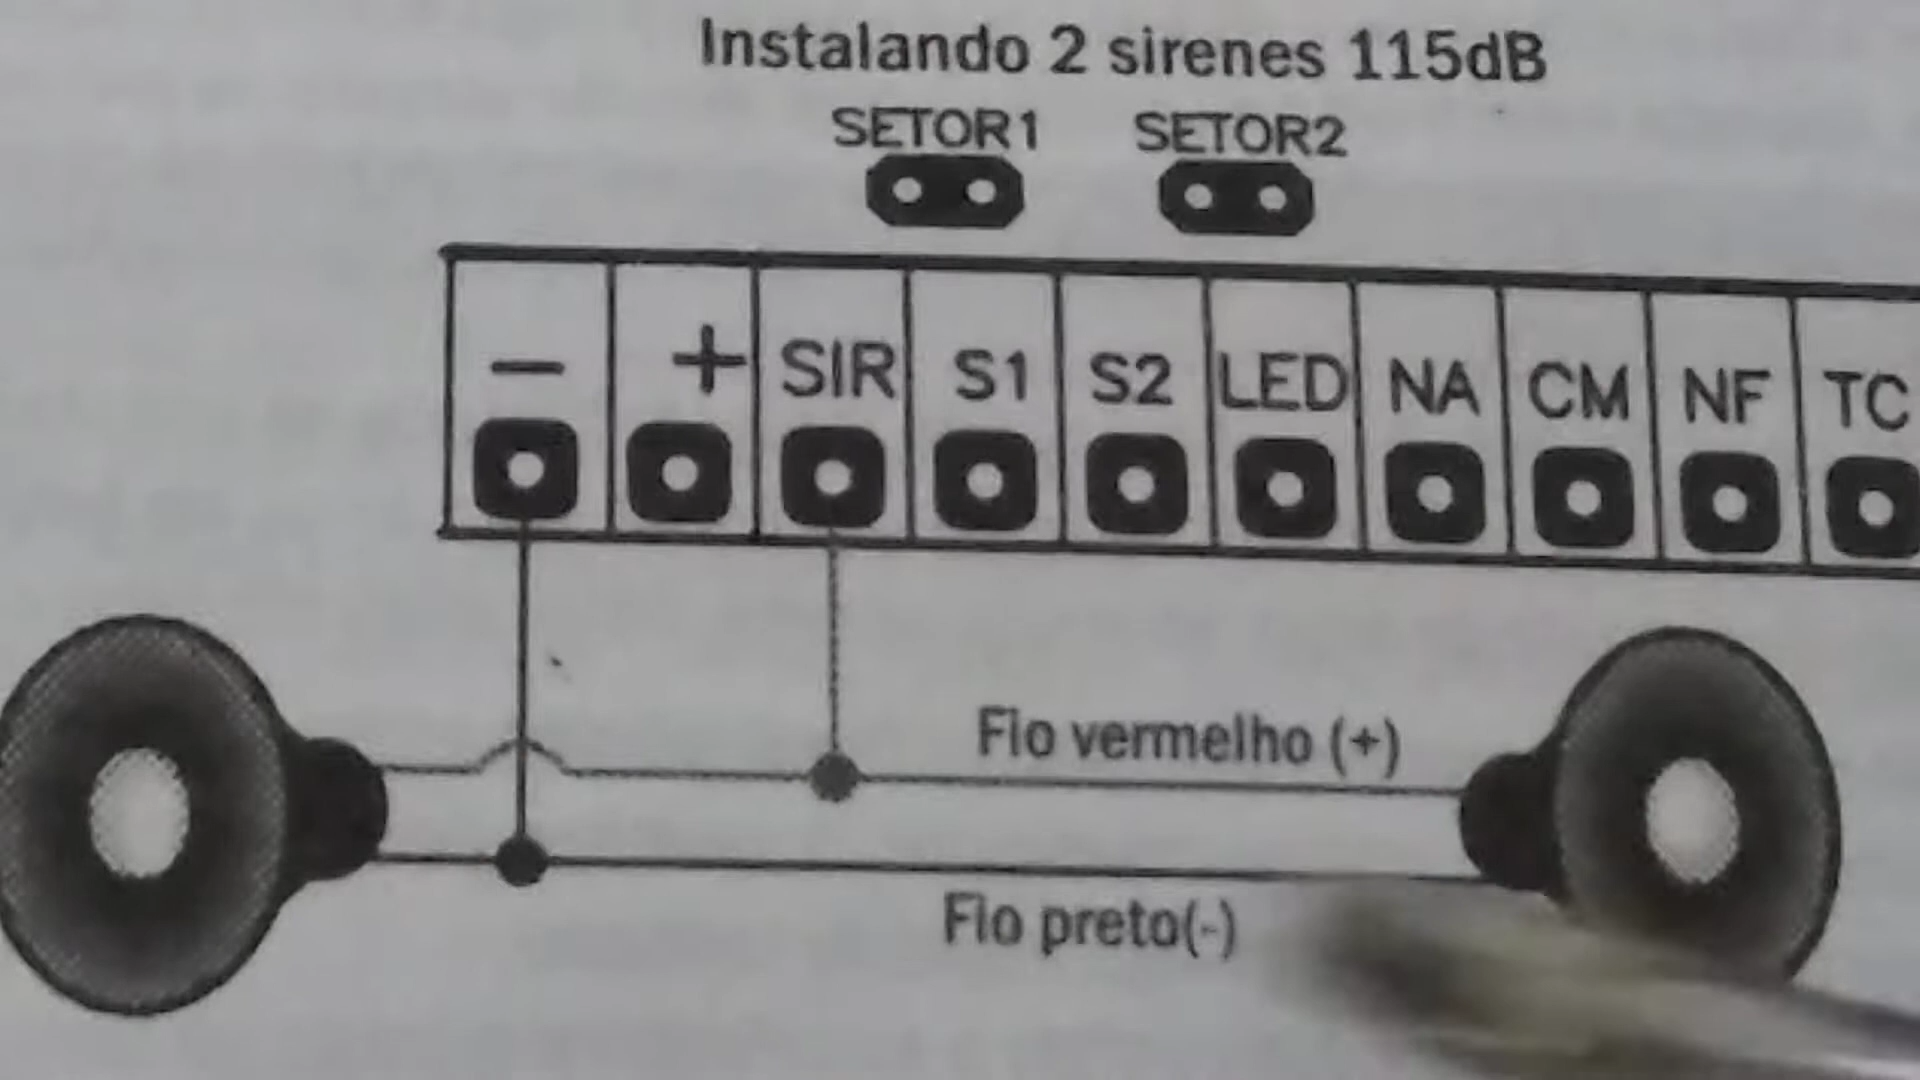 Instalando 2 sirenes 115dB
SETOR1 SETOR2
− + SIR S1 S2 LED NA CM NF TC
Fio vermelho (+)
Fio preto(-)